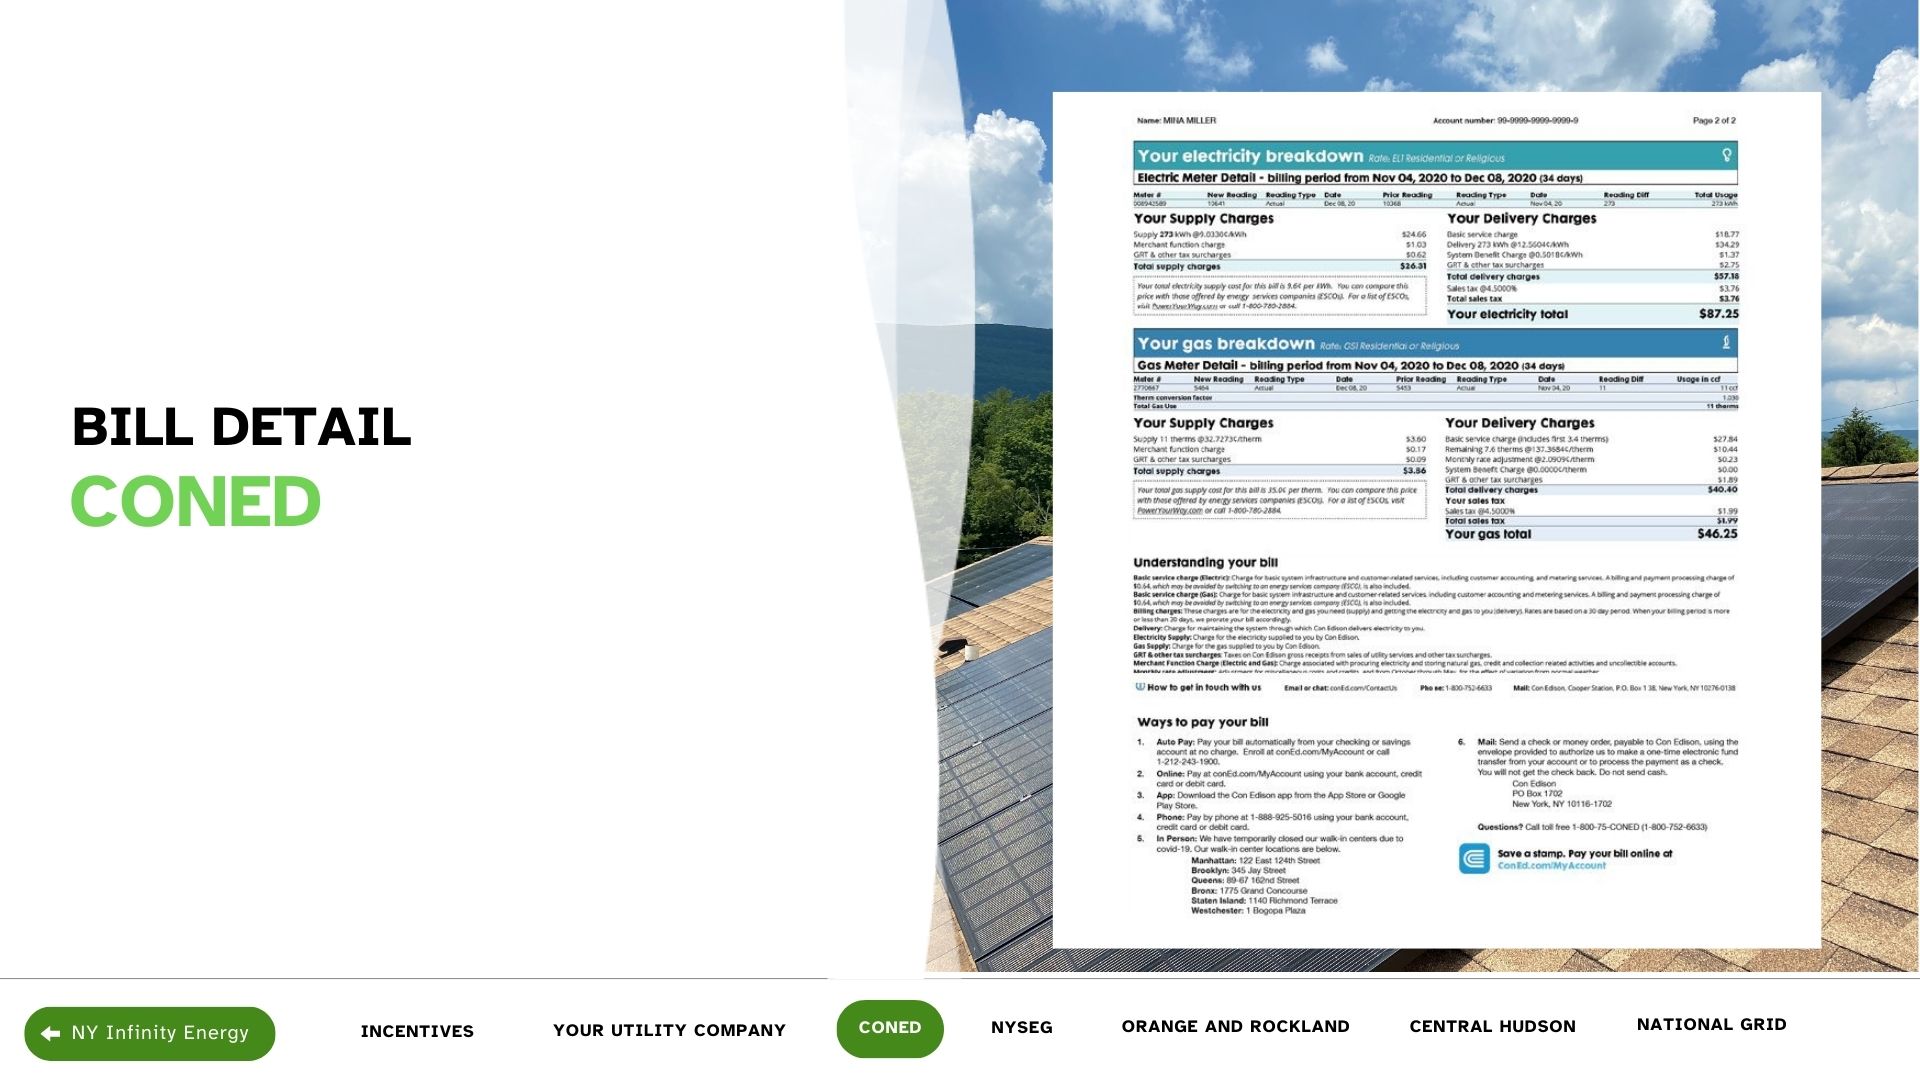 BILL DETAIL
CONED
Name: MINA MILLER Account number: 99-9999-9999-9999-9 Page 2 of 2
Your electricity breakdown Rate: EL1 Residential or Religious
Electric Meter Detail - billing period from Nov 04, 2020 to Dec 08, 2020 (34 days)
Meter # New Reading Reading Type Date Prior Reading Reading Type Date Reading Diff Total Usage
008942589 10641 Actual Dec 08, 20 10368 Actual Nov 04, 20 273 273 kWh
Your Supply Charges
Supply 273 kWh @9.0330¢/kWh $24.66
Merchant function charge $1.03
GRT & other tax surcharges $0.62
Total supply charges $26.31
Your total electricity supply cost for this bill is 9.6¢ per kWh. You can compare this
price with those offered by energy services companies (ESCOs). For a list of ESCOs,
visit PowerYourWay.com or call 1-800-780-2884.
Your Delivery Charges
Basic service charge $18.77
Delivery 273 kWh @12.5604¢/kWh $34.29
System Benefit Charge @0.5018¢/kWh $1.37
GRT & other tax surcharges $2.75
Total delivery charges $57.18
Sales tax @4.5000% $3.76
Total sales tax $3.76
Your electricity total $87.25
Your gas breakdown Rate: GS1 Residential or Religious
Gas Meter Detail - billing period from Nov 04, 2020 to Dec 08, 2020 (34 days)
Meter # New Reading Reading Type Date Prior Reading Reading Type Date Reading Diff Usage in ccf
2770667 5464 Actual Dec 08, 20 5453 Actual Nov 04, 20 11 11 ccf
Therm conversion factor 1.036
Total Gas Use 11 therms
Your Supply Charges
Supply 11 therms @32.7273¢/therm $3.60
Merchant function charge $0.17
GRT & other tax surcharges $0.09
Total supply charges $3.86
Your total gas supply cost for this bill is 35.0¢ per therm. You can compare this price
with those offered by energy services companies (ESCOs). For a list of ESCOs, visit
PowerYourWay.com or call 1-800-780-2884.
Your Delivery Charges
Basic service charge (includes first 3.4 therms) $27.84
Remaining 7.6 therms @137.3684¢/therm $10.44
Monthly rate adjustment @2.0909¢/therm $0.23
System Benefit Charge @0.0000¢/therm $0.00
GRT & other tax surcharges $1.89
Total delivery charges $40.40
Your sales tax
Sales tax @4.5000% $1.99
Total sales tax $1.99
Your gas total $46.25
Understanding your bill
Basic service charge (Electric): Charge for basic system infrastructure and customer-related services, including customer accounting, and metering services. A billing and payment processing charge of
$0.64, which may be avoided by switching to an energy services company (ESCO), is also included.
Basic service charge (Gas): Charge for basic system infrastructure and customer-related services, including customer accounting and metering services. A billing and payment processing charge of
$0.64, which may be avoided by switching to an energy services company (ESCO), is also included.
Billing charges: These charges are for the electricity and gas you need (supply) and getting the electricity and gas to you (delivery). Rates are based on a 30 day period. When your billing period is more
or less than 30 days, we prorate your bill accordingly.
Delivery: Charge for maintaining the system through which Con Edison delivers electricity to you.
Electricity Supply: Charge for the electricity supplied to you by Con Edison.
Gas Supply: Charge for the gas supplied to you by Con Edison.
GRT & other tax surcharges: Taxes on Con Edison gross receipts from sales of utility services and other tax surcharges.
Merchant Function Charge (Electric and Gas): Charge associated with procuring electricity and storing natural gas, credit and collection related activities and uncollectible accounts.
Monthly rate adjustment: Adjustment for miscellaneous costs and credits, and from October through May, for the effect of variation from normal weather.
How to get in touch with us Email or chat: conEd.com/ContactUs Phone: 1-800-752-6633 Mail: Con Edison, Cooper Station, P.O. Box 138, New York, NY 10276-0138
Ways to pay your bill
1. Auto Pay: Pay your bill automatically from your checking or savings
account at no charge. Enroll at conEd.com/MyAccount or call
1-212-243-1900.
2. Online: Pay at conEd.com/MyAccount using your bank account, credit
card or debit card.
3. App: Download the Con Edison app from the App Store or Google
Play Store.
4. Phone: Pay by phone at 1-888-925-5016 using your bank account,
credit card or debit card.
5. In Person: We have temporarily closed our walk-in centers due to
covid-19. Our walk-in center locations are below.
Manhattan: 122 East 124th Street
Brooklyn: 345 Jay Street
Queens: 89-67 162nd Street
Bronx: 1775 Grand Concourse
Staten Island: 1140 Richmond Terrace
Westchester: 1 Bogopa Plaza
6. Mail: Send a check or money order, payable to Con Edison, using the
envelope provided to authorize us to make a one-time electronic fund
transfer from your account or to process the payment as a check.
You will not get the check back. Do not send cash.
Con Edison
PO Box 1702
New York, NY 10116-1702
Questions? Call toll free 1-800-75-CONED (1-800-752-6633)
Save a stamp. Pay your bill online at
ConEd.com/MyAccount
NY Infinity Energy INCENTIVES YOUR UTILITY COMPANY CONED NYSEG ORANGE AND ROCKLAND CENTRAL HUDSON NATIONAL GRID